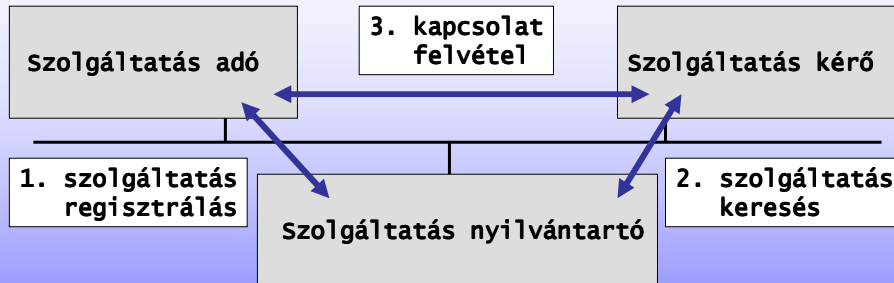 3. kapcsolat
felvétel
Szolgáltatás adó
Szolgáltatás kérő
1. szolgáltatás
regisztrálás
2. szolgáltatás
keresés
Szolgáltatás nyilvántartó